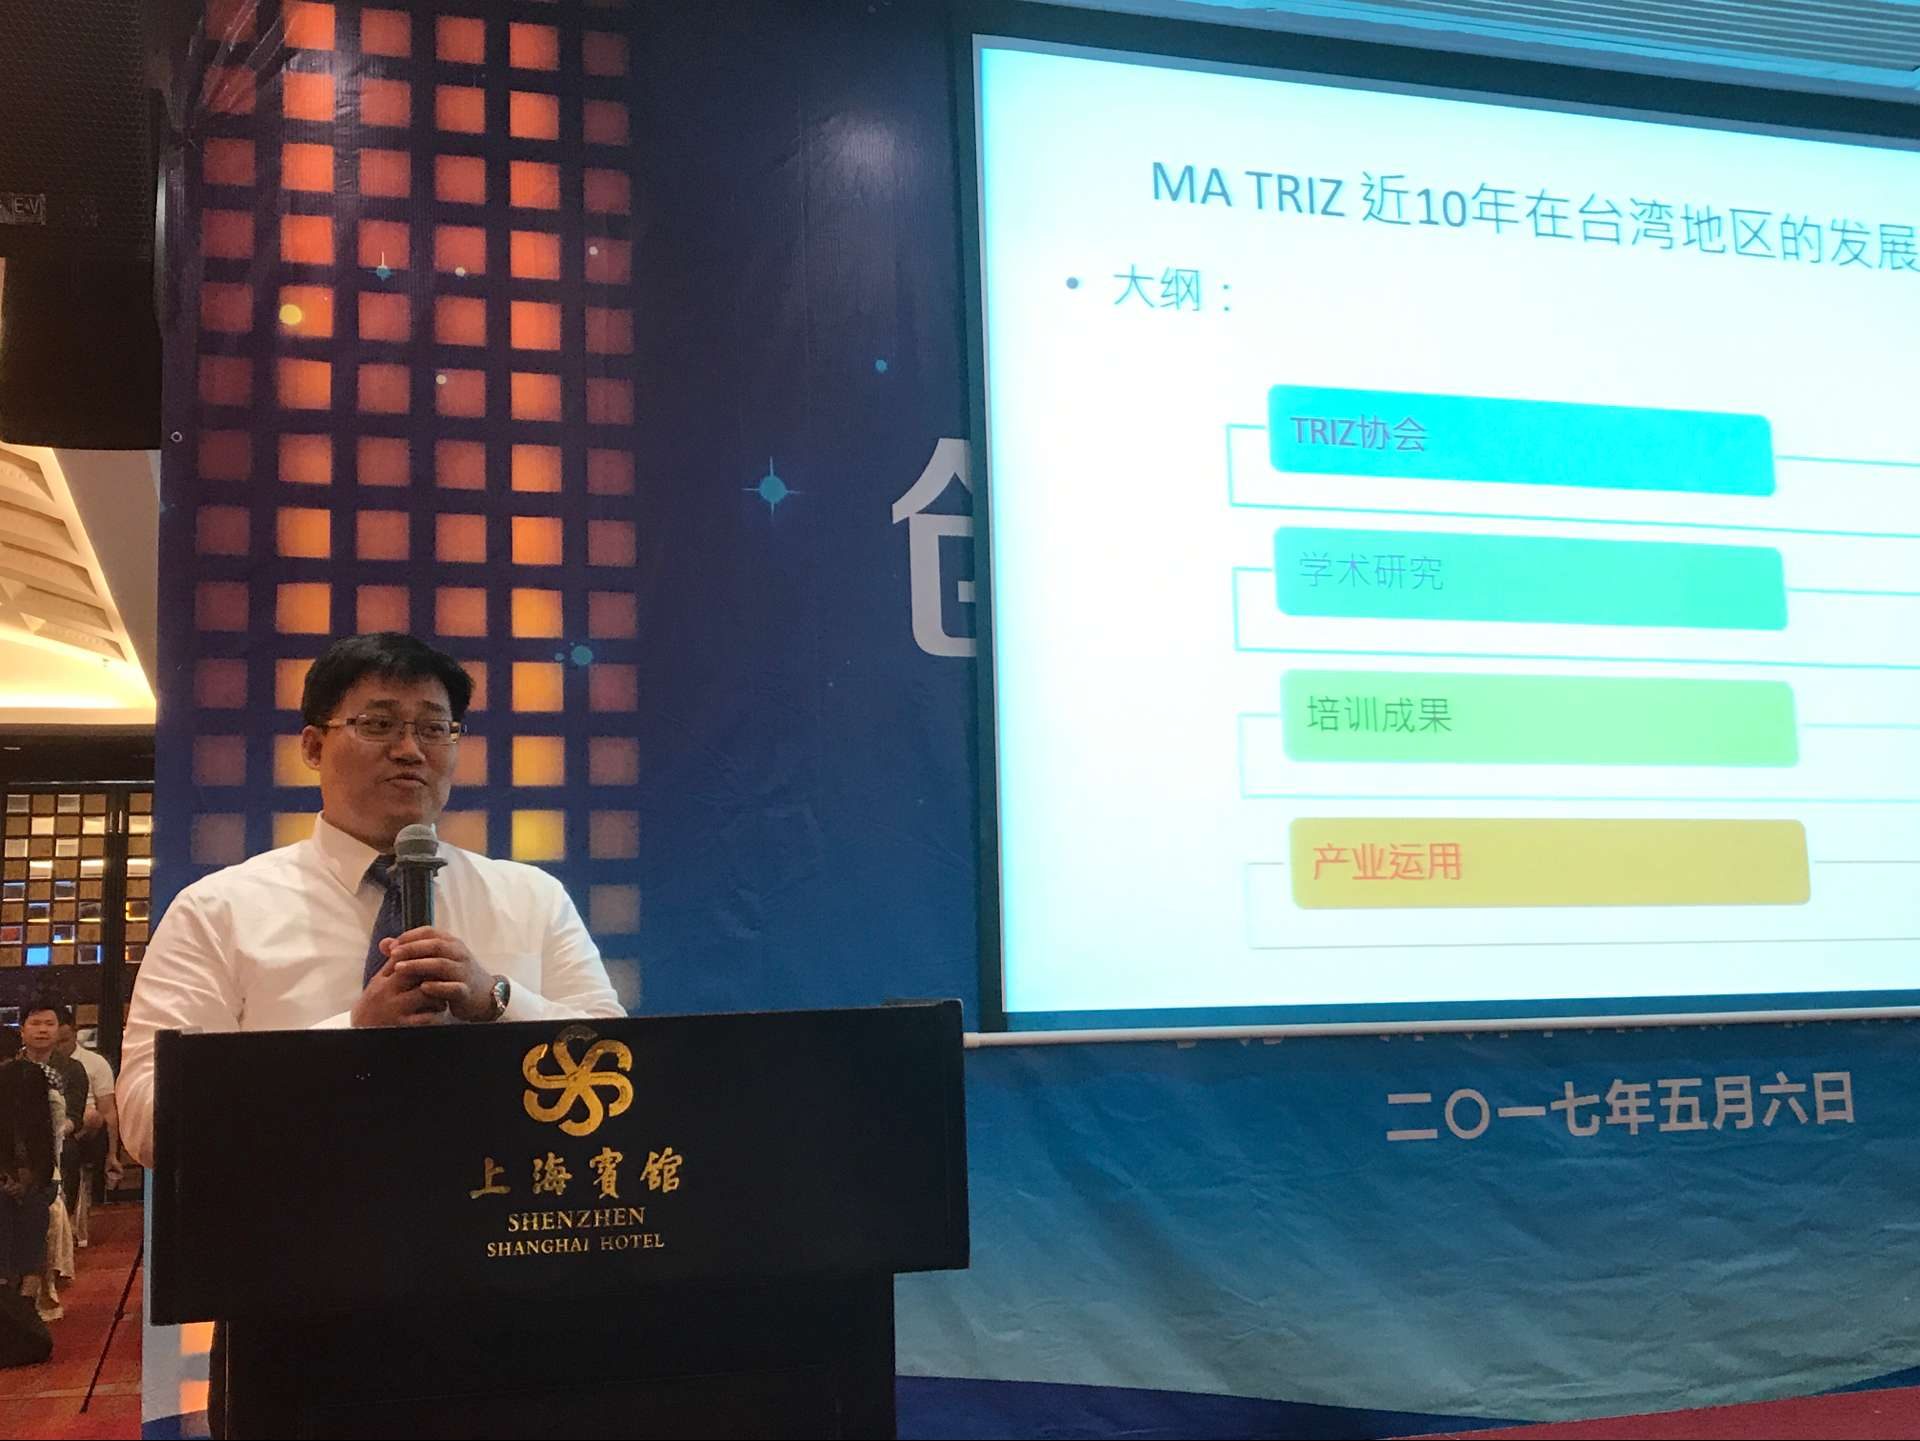 MA TRIZ 近10年在台湾地区的发展
• 大纲：
TRIZ协会
学术研究
培训成果
产业运用
二〇一七年五月六日
上海賓館
SHENZHEN
SHANGHAI HOTEL